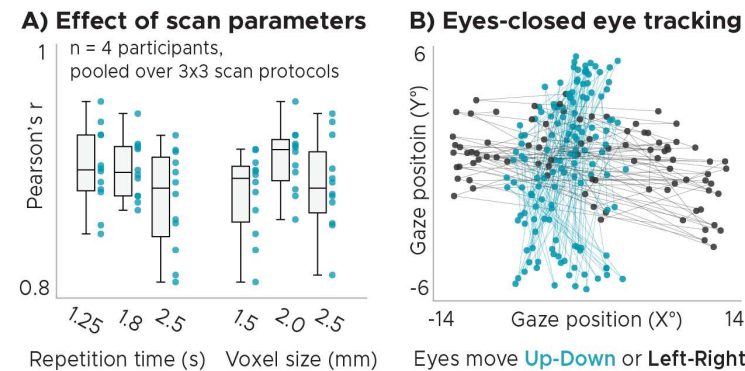 A) Effect of scan parameters
n = 4 participants,
pooled over 3x3 scan protocols
1
Pearson's r
0.8
1.25 1.8 2.5 1.5 2.0 2.5
Repetition time (s) Voxel size (mm)
B) Eyes-closed eye tracking
6
Gaze positoin (Y°)
-6
-14 Gaze position (X°) 14
Eyes move Up-Down or Left-Right